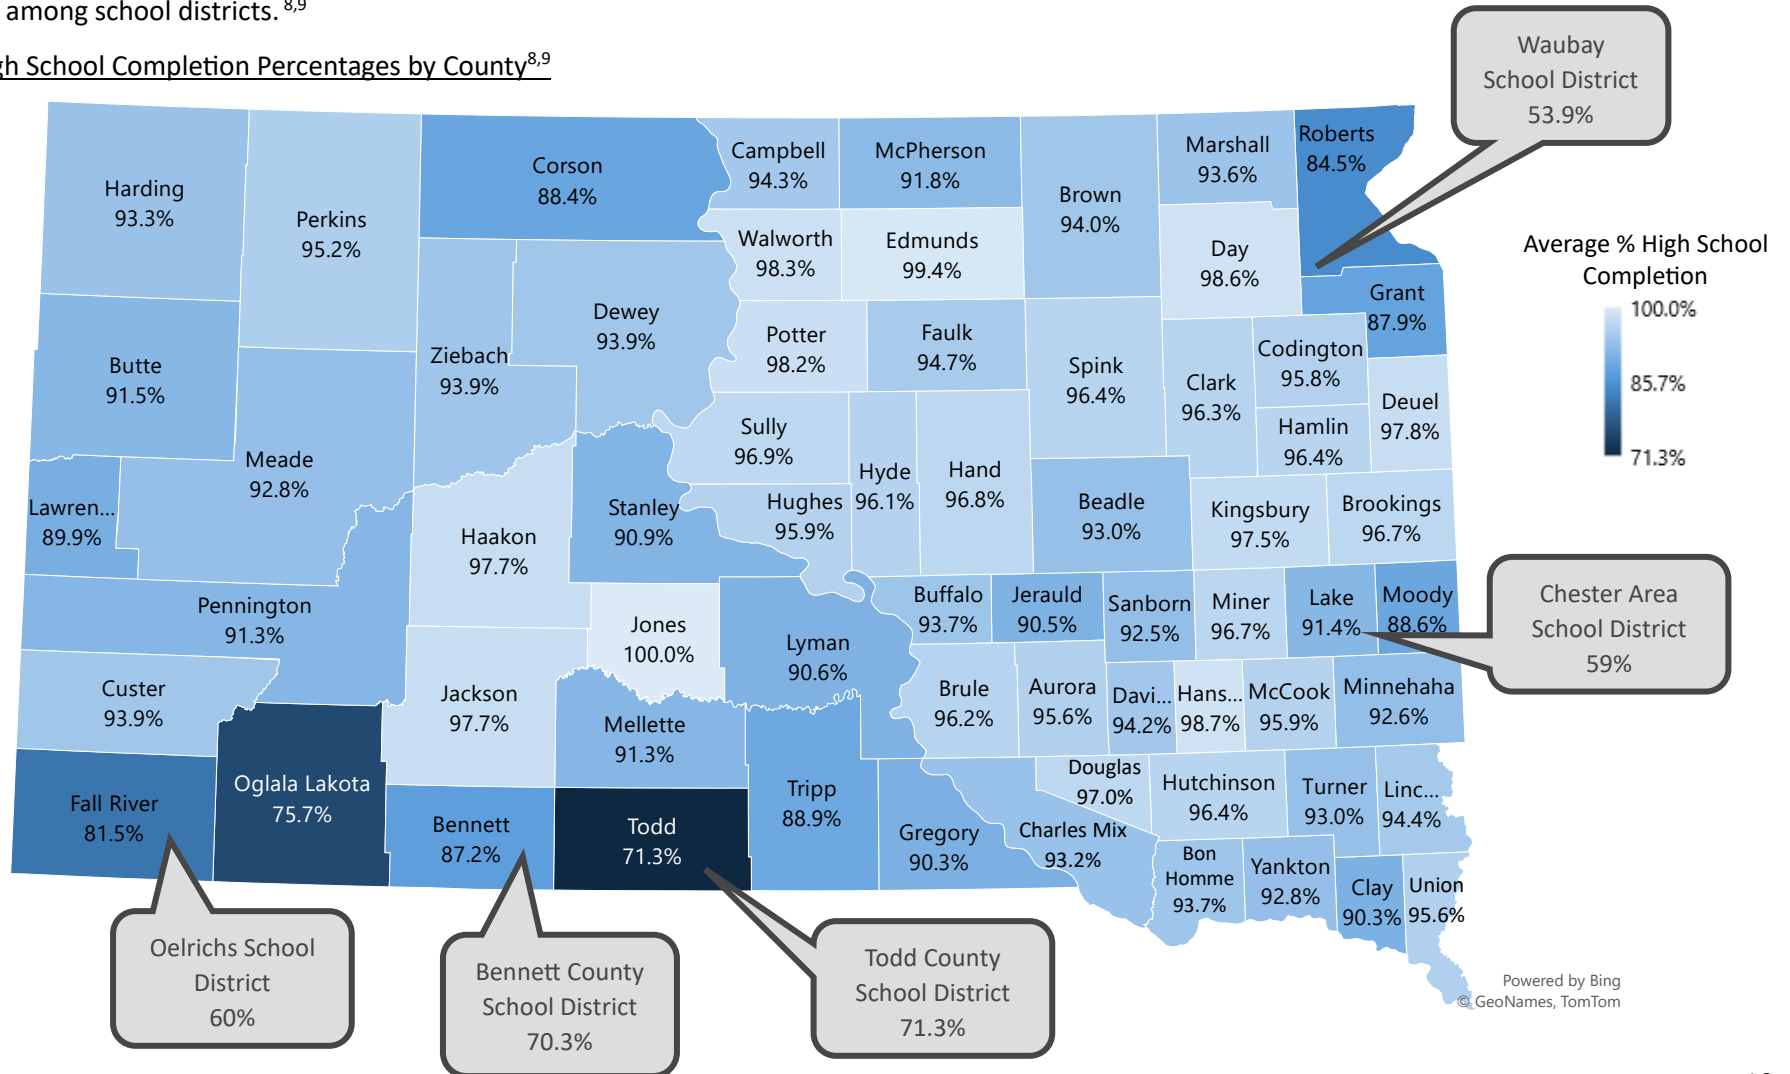 among school districts. 8,9
gh School Completion Percentages by County8,9
Waubay
School District
53.9%
Harding
93.3%
Perkins
95.2%
Corson
88.4%
Campbell
94.3%
McPherson
91.8%
Brown
94.0%
Marshall
93.6%
Roberts
84.5%
Walworth
98.3%
Edmunds
99.4%
Day
98.6%
Average % High School
Completion
100.0%
85.7%
71.3%
Grant
87.9%
Butte
91.5%
Ziebach
93.9%
Dewey
93.9%
Potter
98.2%
Faulk
94.7%
Spink
96.4%
Clark
96.3%
Codington
95.8%
Deuel
97.8%
Hamlin
96.4%
Meade
92.8%
Sully
96.9%
Hyde
96.1%
Hand
96.8%
Lawren...
89.9%
Haakon
97.7%
Stanley
90.9%
Hughes
95.9%
Beadle
93.0%
Kingsbury
97.5%
Brookings
96.7%
Pennington
91.3%
Jones
100.0%
Lyman
90.6%
Buffalo
93.7%
Jerauld
90.5%
Sanborn
92.5%
Miner
96.7%
Lake
91.4%
Moody
88.6%
Chester Area
School District
59%
Custer
93.9%
Jackson
97.7%
Mellette
91.3%
Brule
96.2%
Aurora
95.6%
Davi...
94.2%
Hans...
98.7%
McCook
95.9%
Minnehaha
92.6%
Fall River
81.5%
Oglala Lakota
75.7%
Bennett
87.2%
Todd
71.3%
Tripp
88.9%
Gregory
90.3%
Douglas
97.0%
Charles Mix
93.2%
Hutchinson
96.4%
Turner
93.0%
Linc...
94.4%
Bon
Homme
93.7%
Yankton
92.8%
Clay
90.3%
Union
95.6%
Oelrichs School
District
60%
Bennett County
School District
70.3%
Todd County
School District
71.3%
Powered by Bing
© GeoNames, TomTom